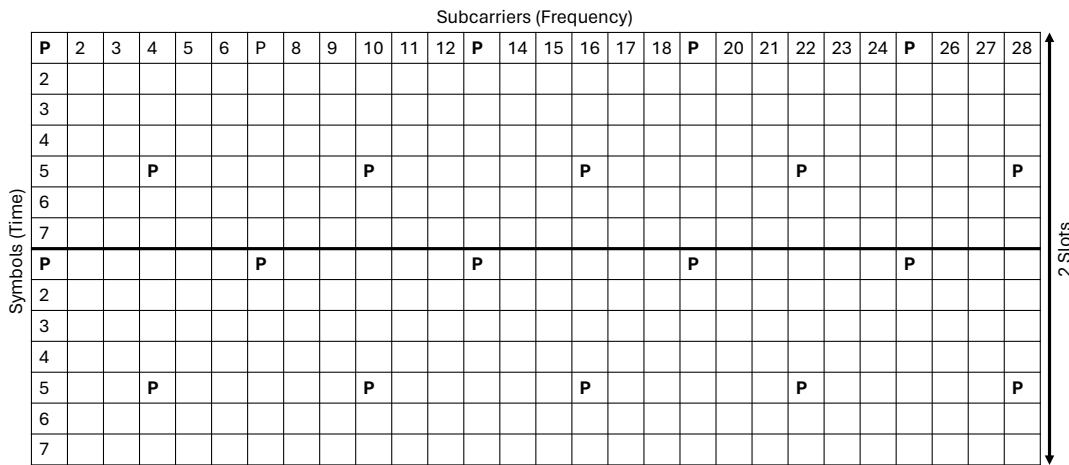 Subcarriers (Frequency)
P 2 3 4 5 6 P 8 9 10 11 12 P 14 15 16 17 18 P 20 21 22 23 24 P 26 27 28
2
3
4
5 P P P P P
6
7
P P P P P
2
3
4
5 P P P P P
6
7
Symbols (Time)
2 Slots